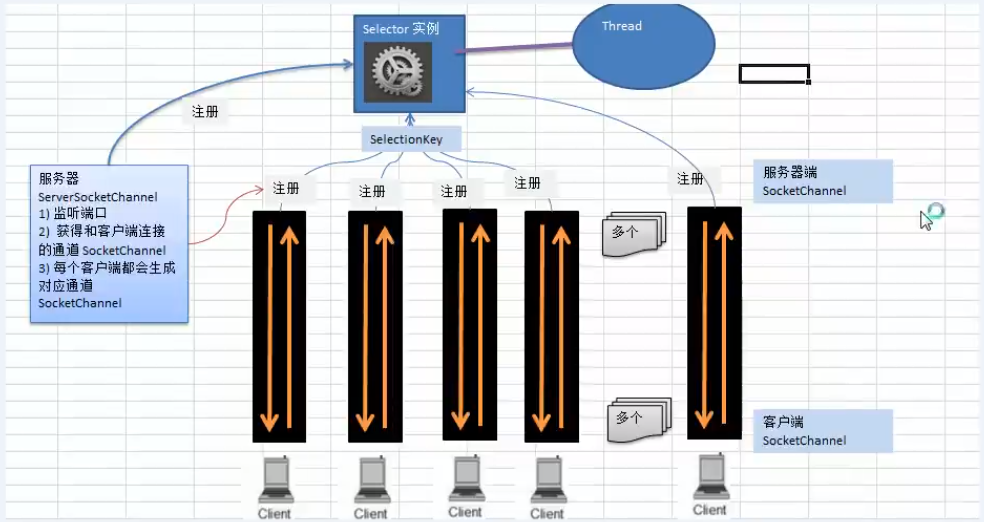 Selector 实例
Thread
注册
SelectionKey
服务器
ServerSocketChannel
1) 监听端口
2) 获得和客户端连接
的通道 SocketChannel
3) 每个客户端都会生成
对应通道
SocketChannel
注册
注册
注册
注册
注册
服务器端
SocketChannel
多个
多个
客户端
SocketChannel
Client
Client
Client
Client
Client